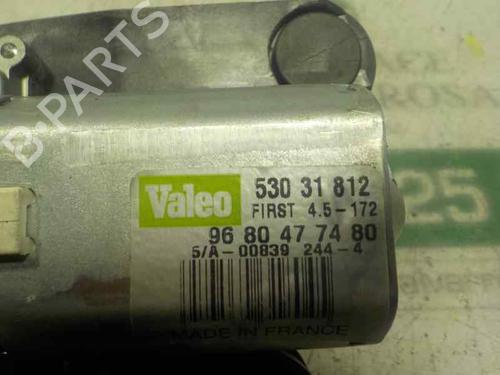 B-PARTS
Valeo
530 31 812
FIRST 4.5-172
96 80 47 74 80
5/A-00839 244-4
MADE IN FRANCE
25